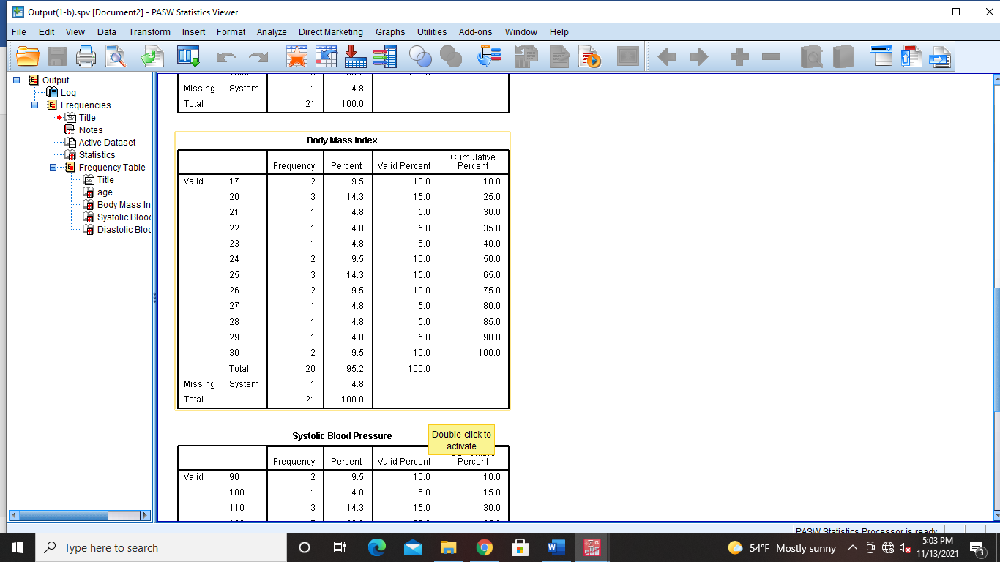 Output(1-b).spv [Document2] - PASW Statistics Viewer
File Edit View Data Transform Insert Format Analyze Direct Marketing Graphs Utilities Add-ons Window Help
Output
Log
Frequencies
Title
Notes
Active Dataset
Statistics
Frequency Table
Title
age
Body Mass In
Systolic Bloo
Diastolic Bloo
Missing System 1 4.8
Total 21 100.0
Body Mass Index
Frequency Percent Valid Percent Cumulative Percent
Valid 17 2 9.5 10.0 10.0
20 3 14.3 15.0 25.0
21 1 4.8 5.0 30.0
22 1 4.8 5.0 35.0
23 1 4.8 5.0 40.0
24 2 9.5 10.0 50.0
25 3 14.3 15.0 65.0
26 2 9.5 10.0 75.0
27 1 4.8 5.0 80.0
28 1 4.8 5.0 85.0
29 1 4.8 5.0 90.0
30 2 9.5 10.0 100.0
Total 20 95.2 100.0
Missing System 1 4.8
Total 21 100.0
Systolic Blood Pressure
Double-click to
activate
Frequency Percent Valid Percent Percent
Valid 90 2 9.5 10.0 10.0
100 1 4.8 5.0 15.0
110 3 14.3 15.0 30.0
PASW Statistics Processor is ready
Type here to search
54°F Mostly sunny
5:03 PM
11/13/2021
3